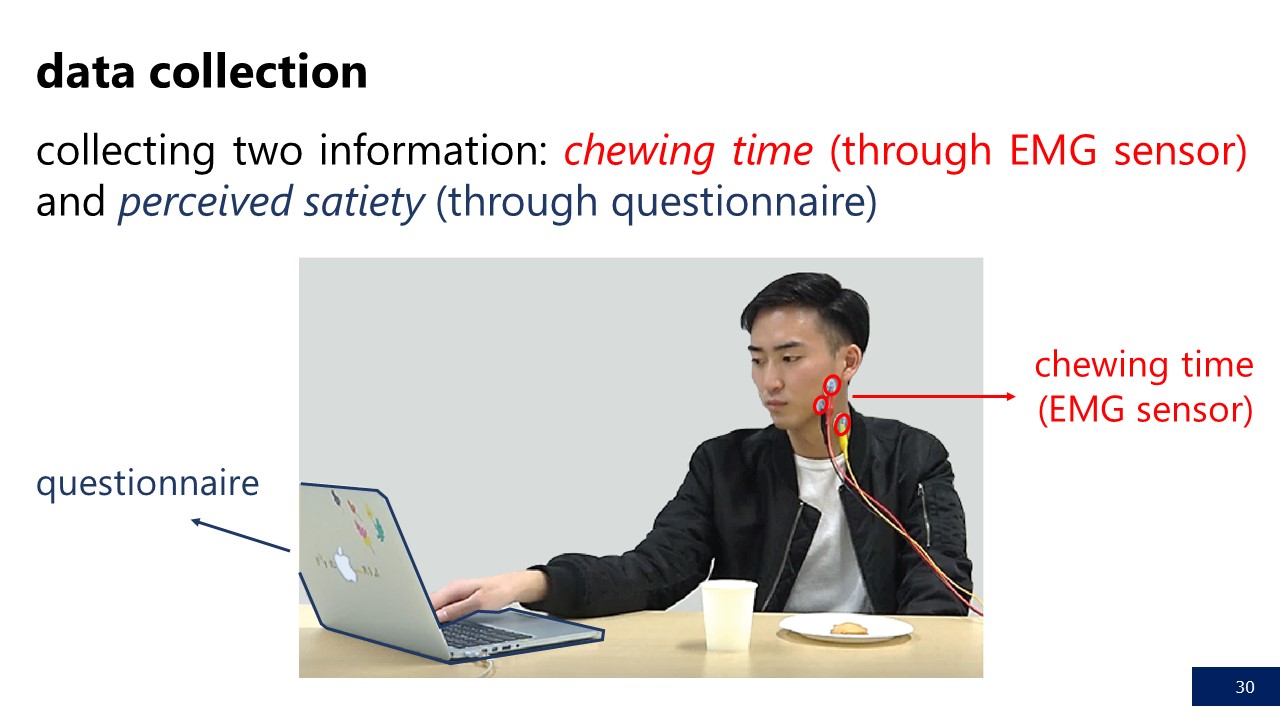 data collection
collecting two information: chewing time (through EMG sensor)
and perceived satiety (through questionnaire)
chewing time
(EMG sensor)
questionnaire
30